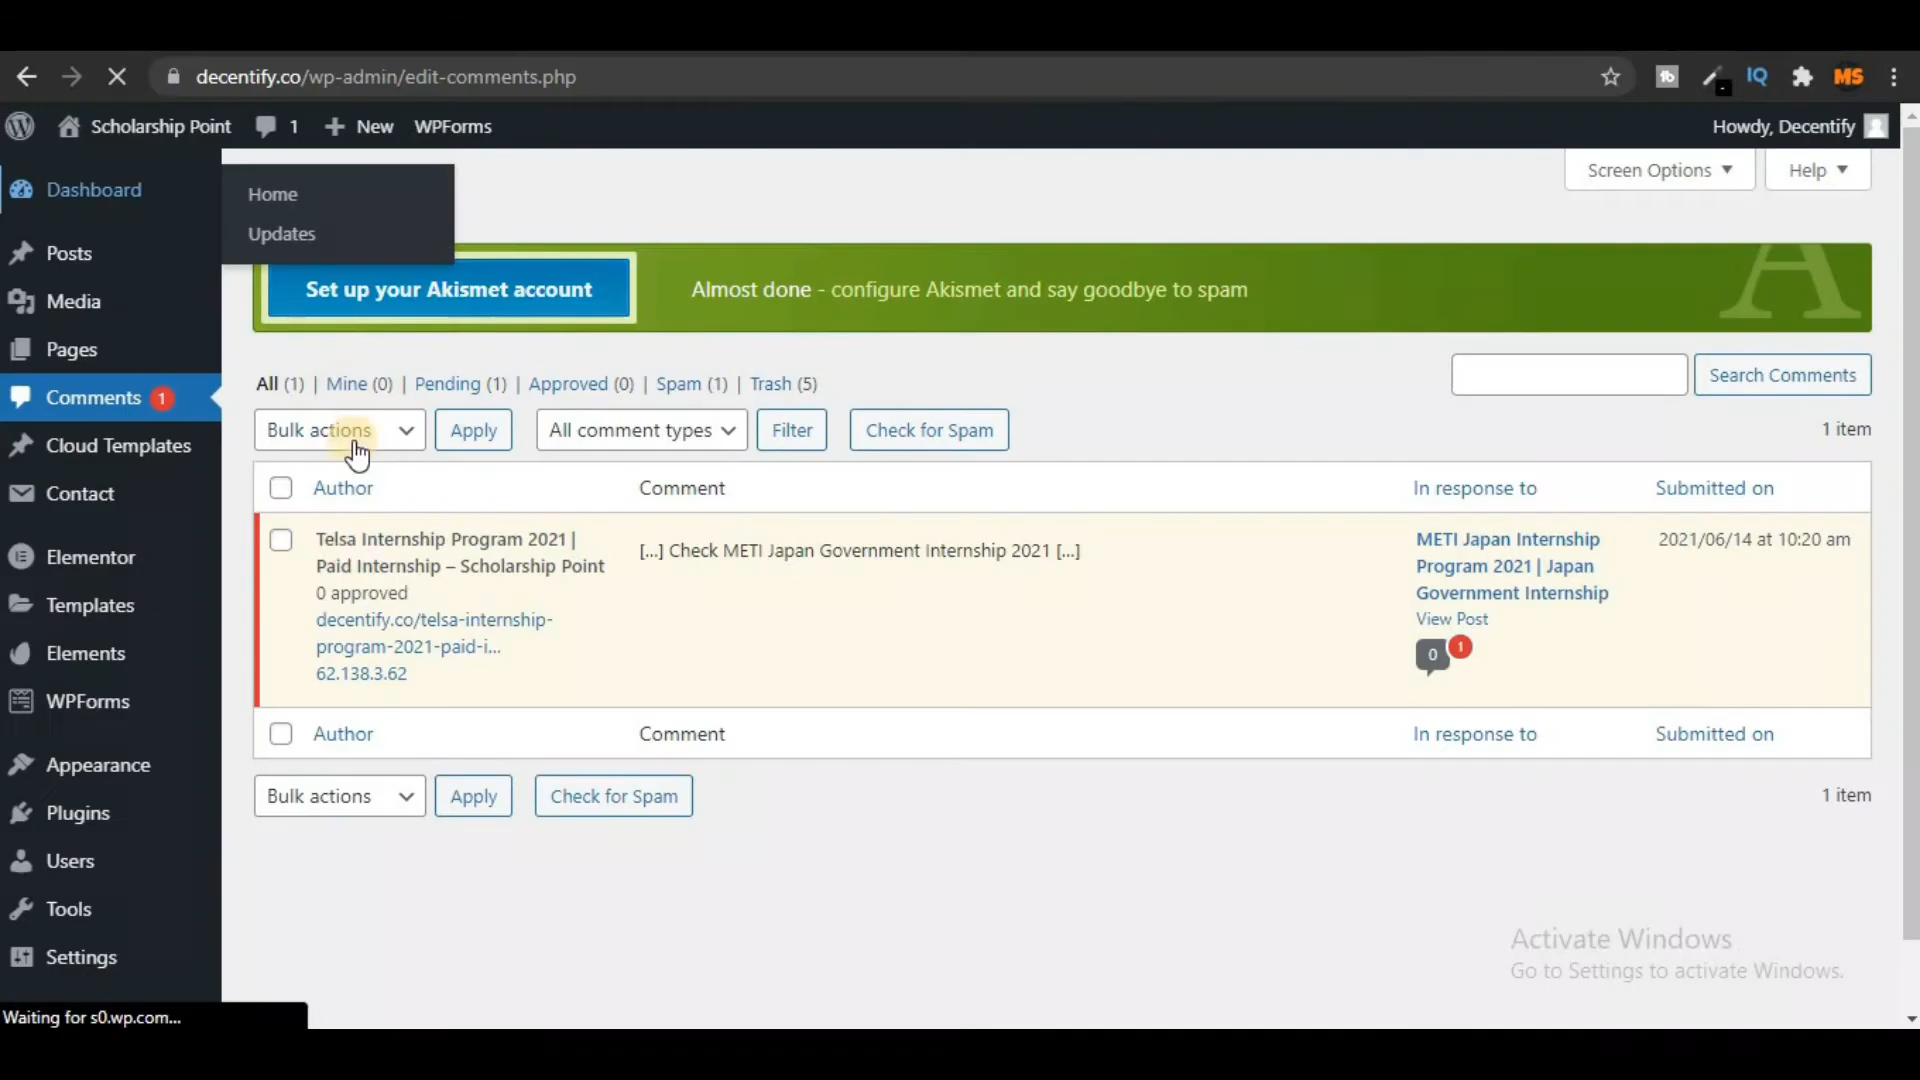 decentify.co/wp-admin/edit-comments.php
tb
IQ
MS
Scholarship Point
1
New
WPForms
Howdy, Decentify
Screen Options
Help
Dashboard
Home
Updates
Posts
Media
Pages
Comments 1
Cloud Templates
Contact
Elementor
Templates
Elements
WPForms
Appearance
Plugins
Users
Tools
Settings
Set up your Akismet account
Almost done - configure Akismet and say goodbye to spam
A
All (1) | Mine (0) | Pending (1) | Approved (0) | Spam (1) | Trash (5)
Search Comments
Bulk actions
Apply
All comment types
Filter
Check for Spam
1 item
Author
Comment
In response to
Submitted on
Telsa Internship Program 2021 |
Paid Internship – Scholarship Point
0 approved
decentify.co/telsa-internship-
program-2021-paid-i...
62.138.3.62
[...] Check METI Japan Government Internship 2021 [...]
METI Japan Internship
Program 2021 | Japan
Government Internship
View Post
0 1
2021/06/14 at 10:20 am
Author
Comment
In response to
Submitted on
Bulk actions
Apply
Check for Spam
1 item
Activate Windows
Go to Settings to activate Windows.
Waiting for s0.wp.com...